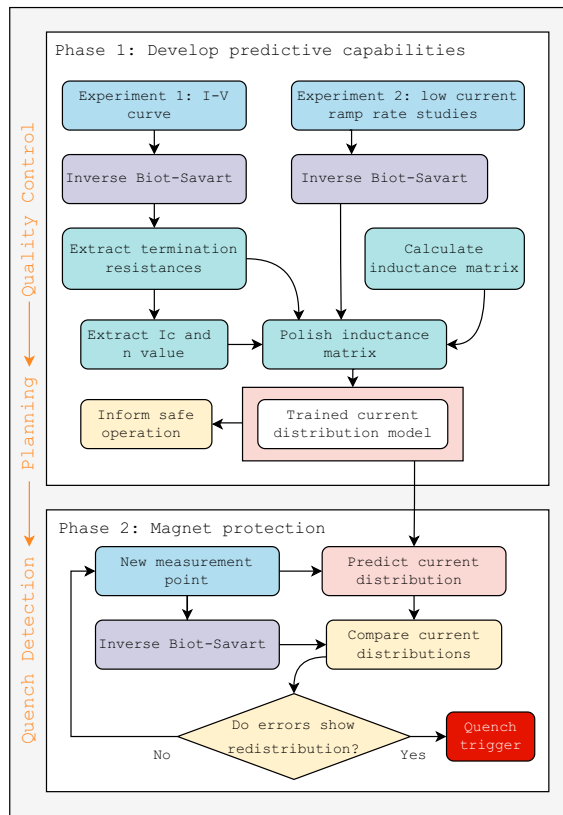 Phase 1: Develop predictive capabilities
Experiment 1: I-V
curve
Experiment 2: low current
ramp rate studies
Inverse Biot-Savart
Inverse Biot-Savart
Extract termination
resistances
Calculate
inductance matrix
Extract Ic and
n value
Polish inductance
matrix
Inform safe
operation
Trained current
distribution model
Phase 2: Magnet protection
New measurement
point
Predict current
distribution
Inverse Biot-Savart
Compare current
distributions
Do errors show
redistribution?
No
Yes
Quench
trigger
Quality Control
Planning
Quench Detection